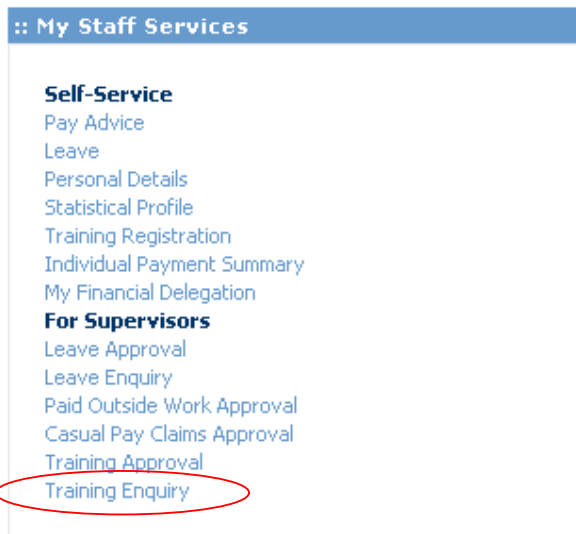 :: My Staff Services
Self-Service
Pay Advice
Leave
Personal Details
Statistical Profile
Training Registration
Individual Payment Summary
My Financial Delegation
For Supervisors
Leave Approval
Leave Enquiry
Paid Outside Work Approval
Casual Pay Claims Approval
Training Approval
Training Enquiry